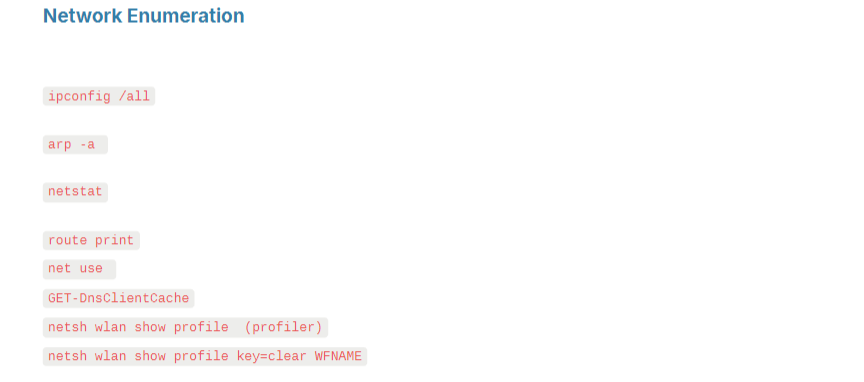 Network Enumeration
ipconfig /all
arp -a
netstat
route print
net use
GET-DnsClientCache
netsh wlan show profile  (profiler)
netsh wlan show profile key=clear WFNAME